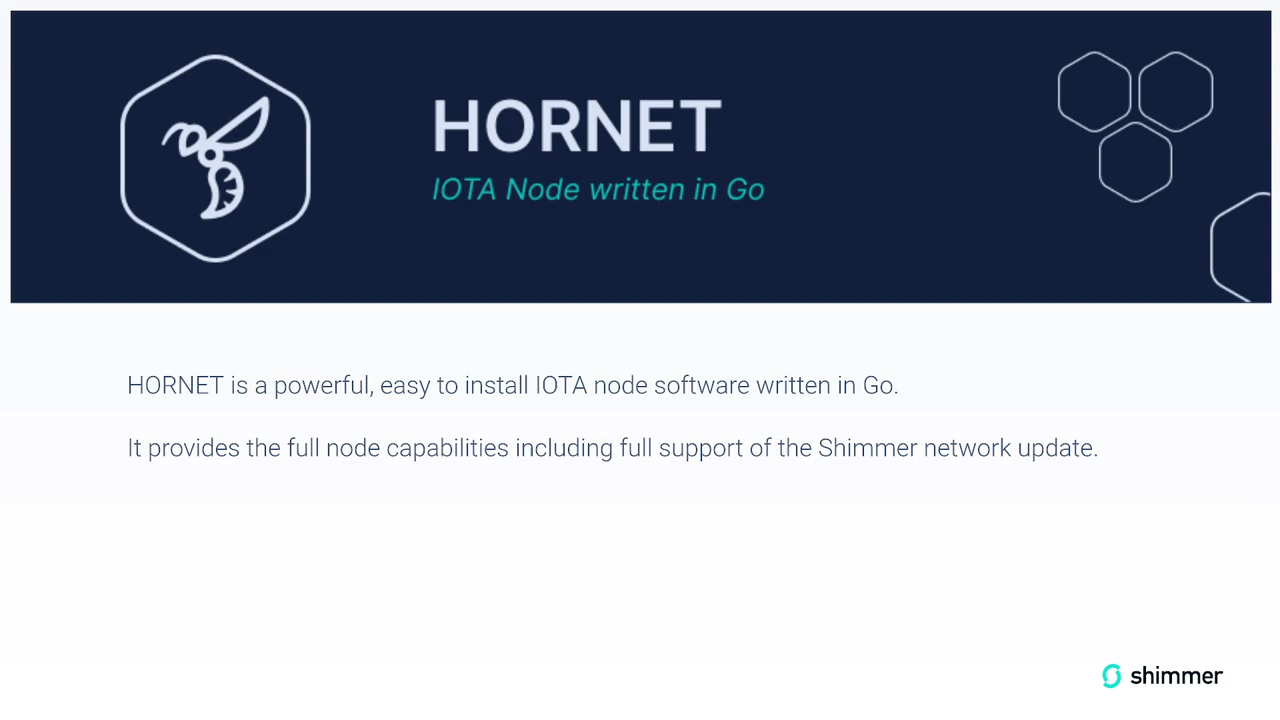 HORNET
IOTA Node written in Go
HORNET is a powerful, easy to install IOTA node software written in Go.
It provides the full node capabilities including full support of the Shimmer network update.
shimmer